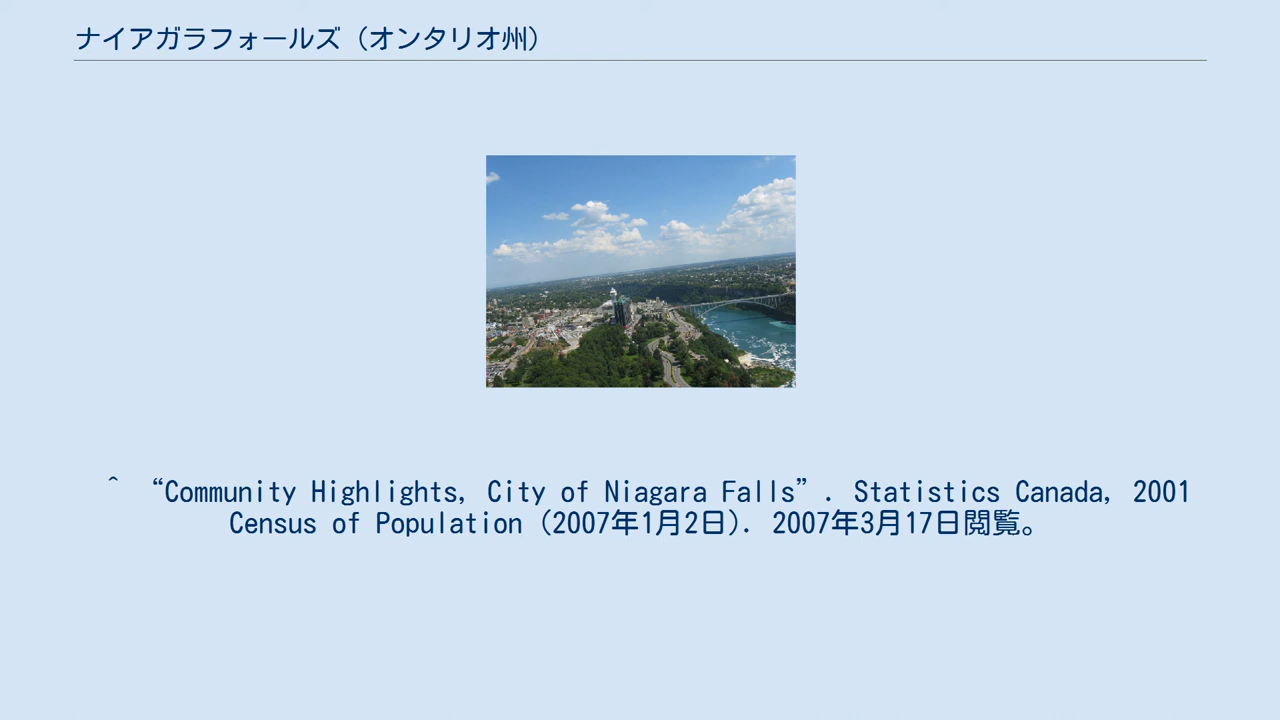 ナイアガラフォールズ（オンタリオ州）
^ “Community Highlights, City of Niagara Falls”. Statistics Canada, 2001
Census of Population (2007年1月2日). 2007年3月17日閲覧。